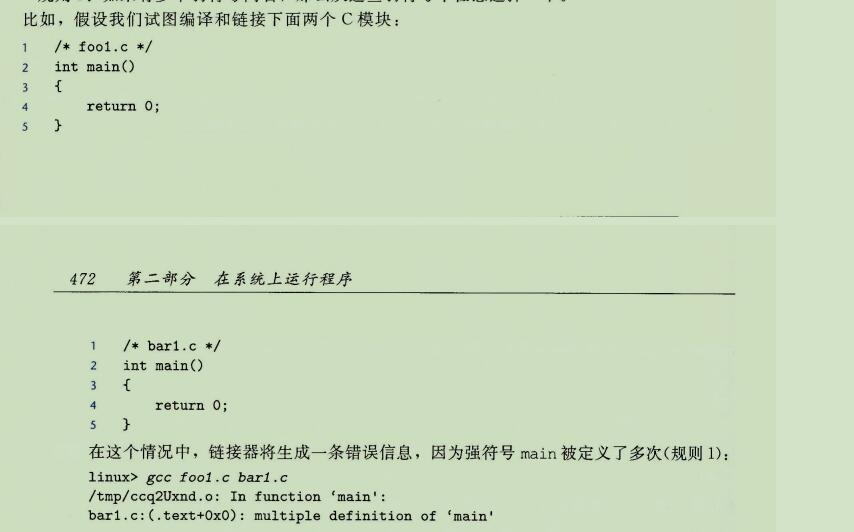 比如，假设我们试图编译和链接下面两个 C 模块：
1 /* foo1.c */
2 int main()
3 {
4 return 0;
5 }
472 第二部分 在系统上运行程序
1 /* bar1.c */
2 int main()
3 {
4 return 0;
5 }
在这个情况中，链接器将生成一条错误信息，因为强符号 main 被定义了多次(规则 1)：
linux> gcc foo1.c bar1.c
/tmp/ccq2Uxnd.o: In function ‘main':
bar1.c:(.text+0x0): multiple definition of ‘main'